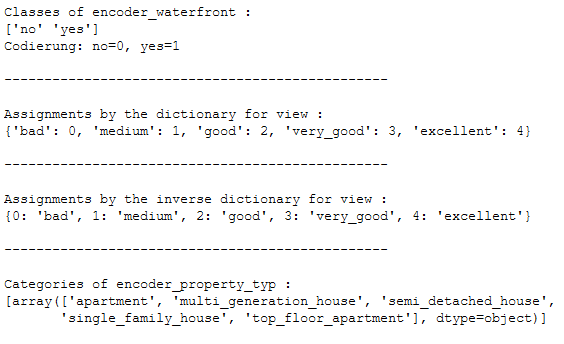 Classes of encoder_waterfront :
['no' 'yes']
Codierung: no=0, yes=1
------------------------------------------------
Assignments by the dictionary for view :
{'bad': 0, 'medium': 1, 'good': 2, 'very_good': 3, 'excellent': 4}
------------------------------------------------
Assignments by the inverse dictionary for view :
{0: 'bad', 1: 'medium', 2: 'good', 3: 'very_good', 4: 'excellent'}
------------------------------------------------
Categories of encoder_property_typ :
[array(['apartment', 'multi_generation_house', 'semi_detached_house',
'single_family_house', 'top_floor_apartment'], dtype=object)]